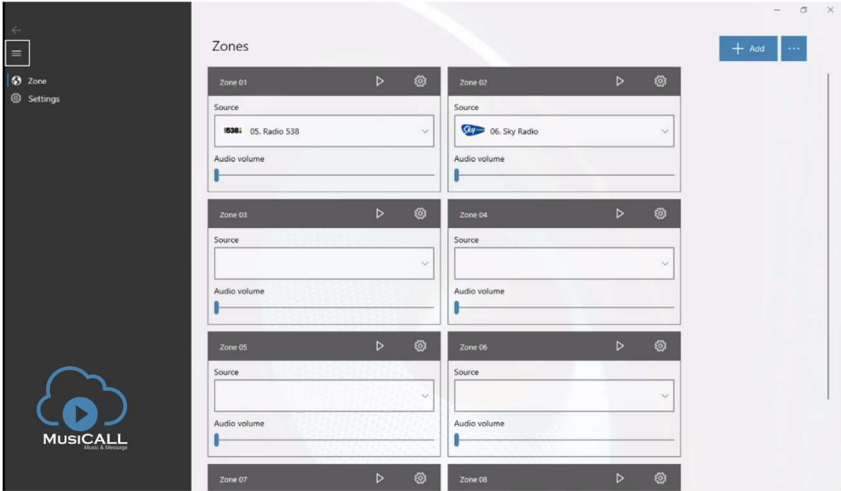 Zones
Add
Zone
Settings
Zone 01
Source
538
05. Radio 538
Audio volume
Zone 02
Source
Sky
06. Sky Radio
Audio volume
Zone 03
Source
Audio volume
Zone 04
Source
Audio volume
Zone 05
Source
Audio volume
Zone 06
Source
Audio volume
Zone 07
Zone 08
MUSICALL
Music & Message